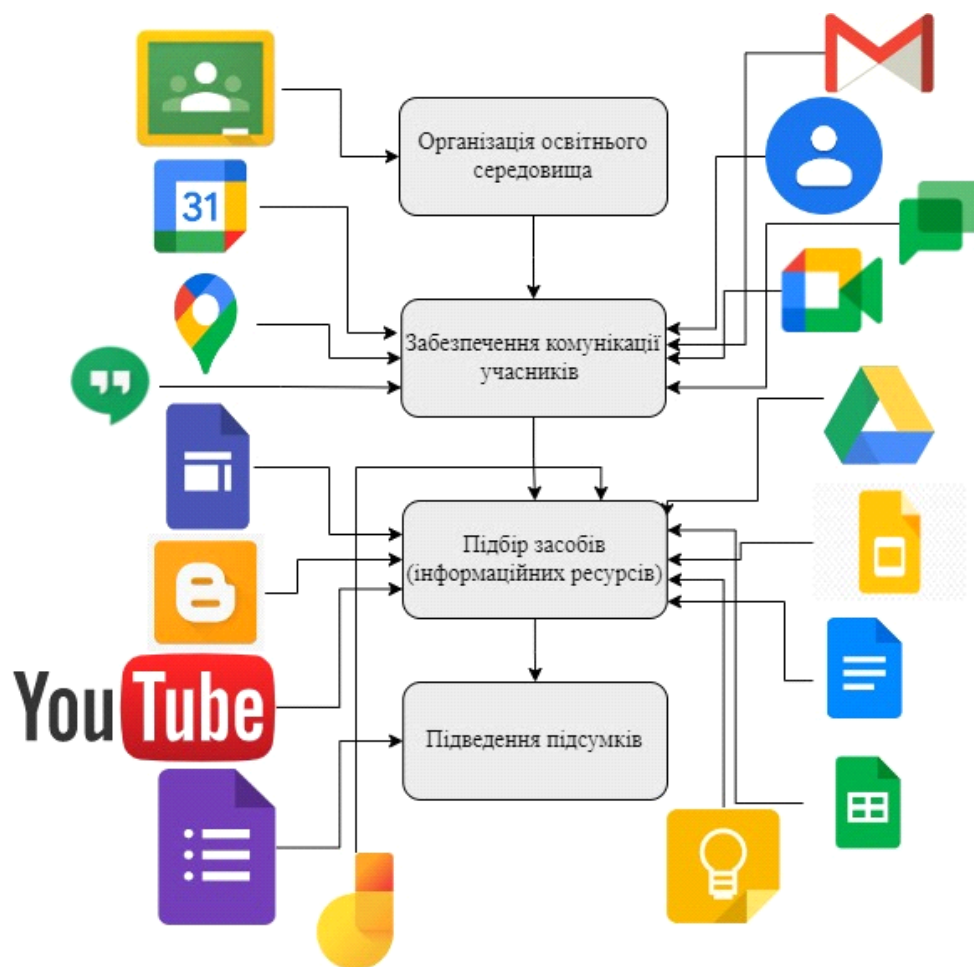 Організація освітнього
середовища
31
Забезпечення комунікації
учасників
Підбір засобів
(інформаційних ресурсів)
YouTube
Підведення підсумків